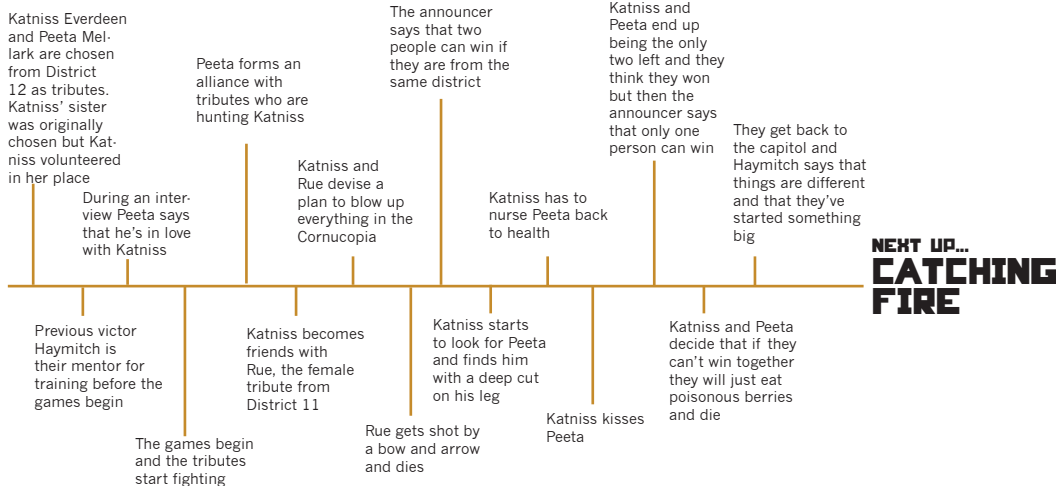 Katniss Everdeen
and Peeta Mel-
lark are chosen
from District
12 as tributes.
Katniss’ sister
was originally
chosen but Kat-
niss volunteered
in her place
Previous victor
Haymitch is
their mentor for
training before the
games begin
During an inter-
view Peeta says
that he’s in love
with Katniss
The games begin
and the tributes
start fighting
Peeta forms an
alliance with
tributes who are
hunting Katniss
Katniss becomes
friends with
Rue, the female
tribute from
District 11
Katniss and
Rue devise a
plan to blow up
everything in the
Cornucopia
Rue gets shot by
a bow and arrow
and dies
The announcer
says that two
people can win if
they are from the
same district
Katniss starts
to look for Peeta
and finds him
with a deep cut
on his leg
Katniss has to
nurse Peeta back
to health
Katniss kisses
Peeta
Katniss and
Peeta end up
being the only
two left and they
think they won
but then the
announcer says
that only one
person can win
Katniss and Peeta
decide that if they
can’t win together
they will just eat
poisonous berries
and die
They get back to
the capitol and
Haymitch says that
things are different
and that they’ve
started something
big
NEXT UP...
CATCHING
FIRE